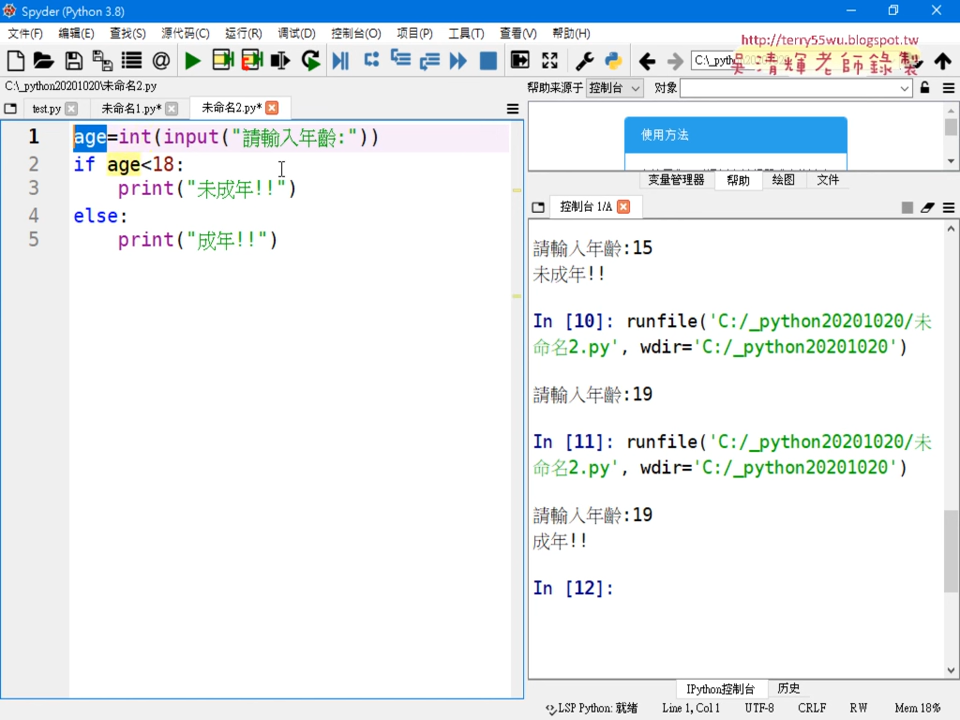 Spyder (Python 3.8)
文件(F) 编辑(E) 查找(S) 源代码(C) 运行(R) 调试(D) 控制台(O) 项目(P) 工具(T) 查看(V) 帮助(H)
http://terry55wu.blogspot.tw
C:\_pyth
吳清輝老師錄製
C:\_python20201020\未命名2.py
帮助来源于 控制台 对象
test.py 未命名1.py* 未命名2.py*
使用方法
变量管理器 帮助 绘图 文件
控制台 1/A
1 age=int(input("請輸入年齡:"))
2 if age<18:
3 print("未成年!!")
4 else:
5 print("成年!!")
請輸入年齡:15
未成年!!
In [10]: runfile('C:/_python20201020/未
命名2.py', wdir='C:/_python20201020')
請輸入年齡:19
In [11]: runfile('C:/_python20201020/未
命名2.py', wdir='C:/_python20201020')
請輸入年齡:19
成年!!
In [12]:
IPython控制台 历史
LSP Python: 就绪 Line 1, Col 1 UTF-8 CRLF RW Mem 18%